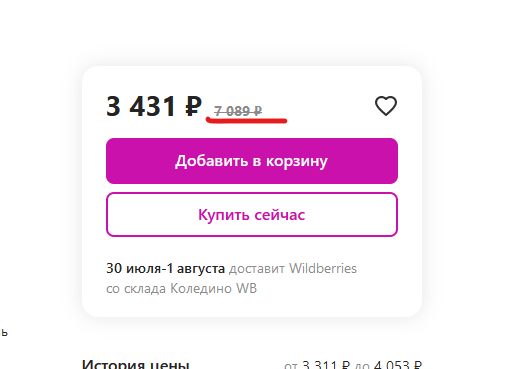 3 431 ₽ 7 089 ₽
Добавить в корзину
Купить сейчас
30 июля-1 августа доставит Wildberries
со склада Коледино WB
ь
История цены от 3 311 ₽ до 4 053 ₽